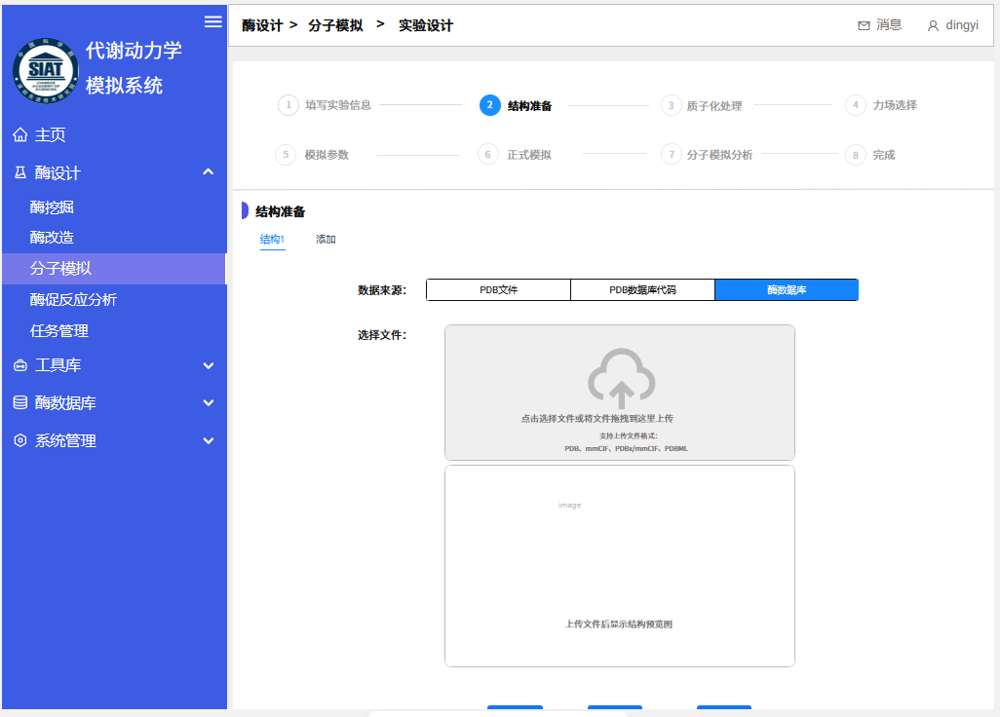 酶设计 > 分子模拟 > 实验设计
消息
dingyi
SIAT
代谢动力学
模拟系统
主页
酶设计
酶挖掘
酶改造
分子模拟
酶促反应分析
任务管理
工具库
酶数据库
系统管理
1 填写实验信息
2 结构准备
3 质子化处理
4 力场选择
5 模拟参数
6 正式模拟
7 分子模拟分析
8 完成
结构准备
结构1 添加
数据来源: PDB文件 PDB数据库代码 酶数据库
选择文件:
点击选择文件或将文件拖拽到这里上传
支持上传文件格式:
PDB、mmCIF、PDBx/mmCIF、PDBML
image
上传文件后显示结构预览图